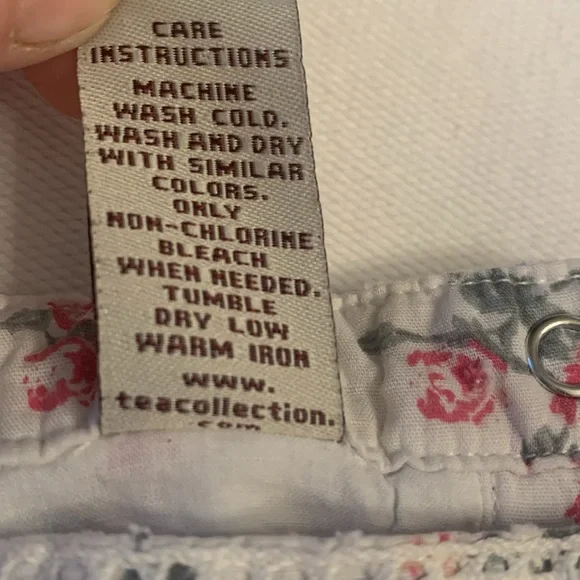 CARE
INSTRUCTIONS
MACHINE
WASH COLD.
WASH AND DRY
WITH SIMILAR
COLORS.
ONLY
NON-CHLORINE
BLEACH
WHEN NEEDED.
TUMBLE
DRY LOW
WARM IRON
www.
teacollection.
com